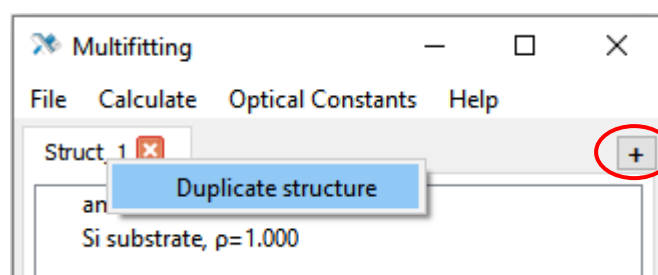 Multifitting
File Calculate Optical Constants Help
Struct_1 +
Duplicate structure
Si substrate, ρ=1.000